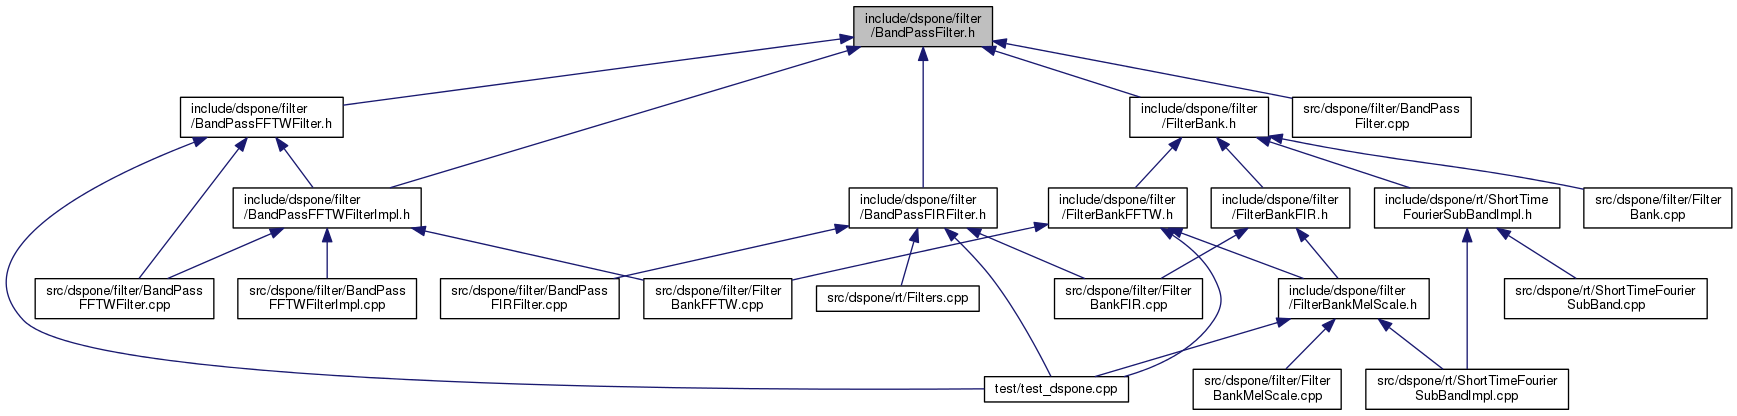 include/dspone/filter
/BandPassFilter.h
include/dspone/filter
/BandPassFFTWFilter.h
include/dspone/filter
/FilterBank.h
src/dspone/filter/BandPass
Filter.cpp
include/dspone/filter
/BandPassFFTWFilterImpl.h
include/dspone/filter
/BandPassFIRFilter.h
include/dspone/filter
/FilterBankFFTW.h
include/dspone/filter
/FilterBankFIR.h
include/dspone/rt/ShortTime
FourierSubBandImpl.h
src/dspone/filter/Filter
Bank.cpp
src/dspone/filter/BandPass
FFTWFilter.cpp
src/dspone/filter/BandPass
FFTWFilterImpl.cpp
src/dspone/filter/BandPass
FIRFilter.cpp
src/dspone/filter/Filter
BankFFTW.cpp
src/dspone/rt/Filters.cpp
src/dspone/filter/Filter
BankFIR.cpp
include/dspone/filter
/FilterBankMelScale.h
src/dspone/rt/ShortTimeFourier
SubBand.cpp
test/test_dspone.cpp
src/dspone/filter/Filter
BankMelScale.cpp
src/dspone/rt/ShortTimeFourier
SubBandImpl.cpp